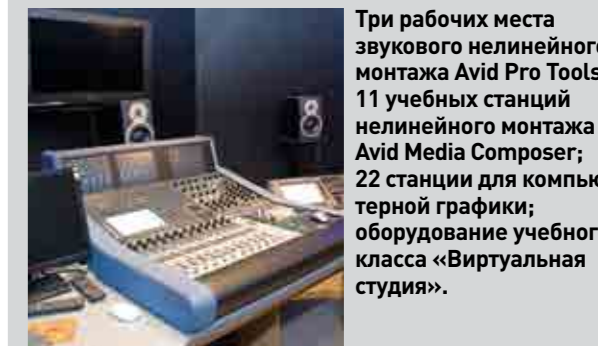 Три рабочих места
звукового нелинейного
монтажа Avid Pro Tools
11 учебных станций
нелинейного монтажа
Avid Media Composer;
22 станции для компью
терной графики;
оборудование учебног
класса «Виртуальная
студия».